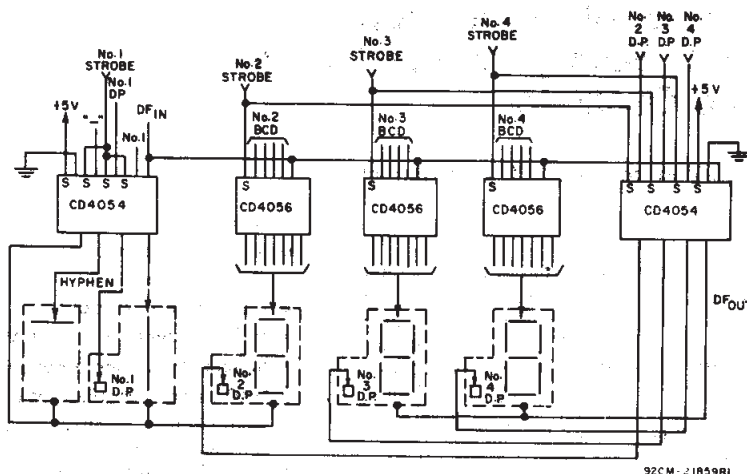 No. 1
STROBE
No. 1
DP
DF IN
+5V
"–"
No. 1
No. 2
STROBE
No. 2
BCD
No. 3
STROBE
No. 3
BCD
No. 4
STROBE
No. 4
BCD
No.
2
D.P.
No.
3
D.P.
No.
4
D.P
+5V
S S S S S
CD4054
S
CD4056
S
CD4056
S
CD4056
S S S S S
CD4054
HYPHEN
DF OUT
No. 1
D.P.
No.
2
D.P
No.
3
D.P.
No.
4
D.P.
92CM-21859R1